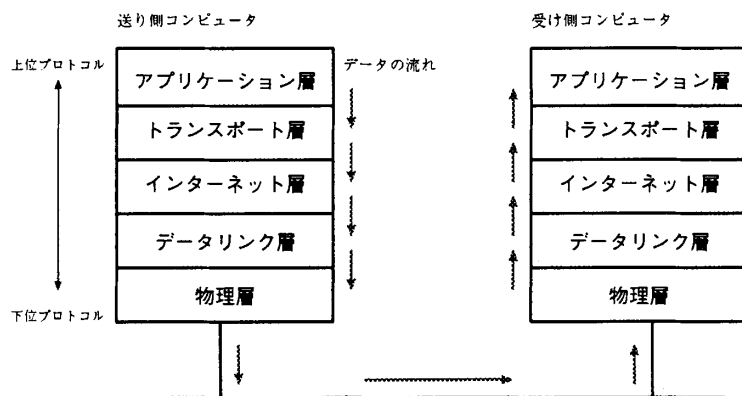 送り側コンピュータ
受け側コンピュータ
上位プロトコル
アプリケーション層
データの流れ
アプリケーション層
トランスポート層
トランスポート層
インターネット層
インターネット層
データリンク層
データリンク層
物理層
物理層
下位プロトコル